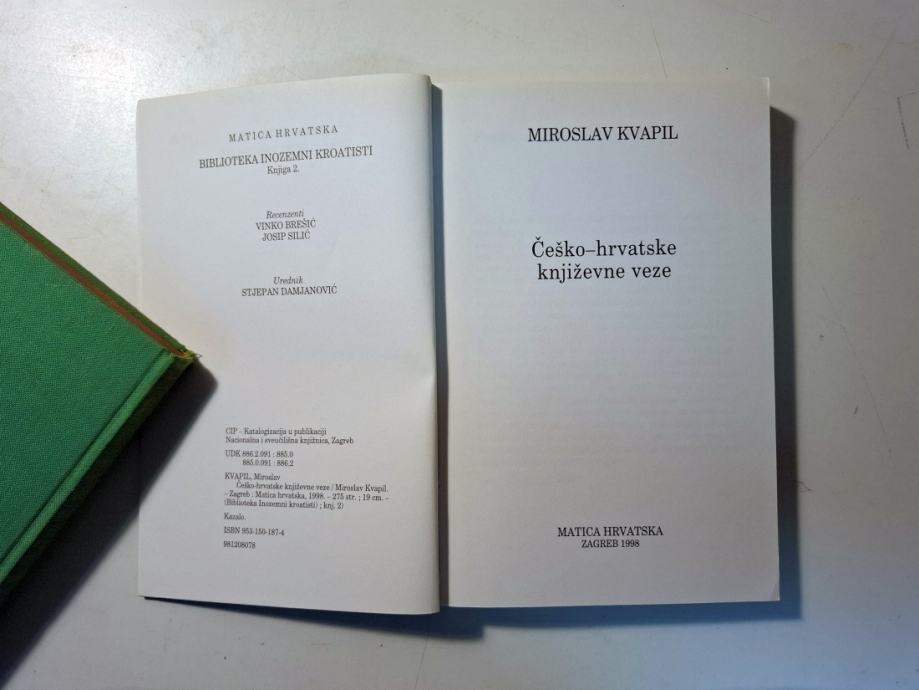 MATICA HRVATSKA
BIBLIOTEKA INOZEMNI KROATISTI
Knjiga 2.
Recenzenti
VINKO BREŠIĆ
JOSIP SILIĆ
Urednik
STJEPAN DAMJANOVIĆ
CIP – Katalogizacija u publikaciji
Nacionalna i sveučilišna knjižnica, Zagreb
UDK 886.2.091 : 885.0
885.0.091 : 886.2
KVAPIL, Miroslav
Češko-hrvatske književne veze / Miroslav Kvapil.
– Zagreb : Matica hrvatska, 1998. – 275 str. ; 19 cm. –
(Biblioteka Inozemni kroatisti) ; knj. 2)
Kazalo.
ISBN 953-150-187-4
981208078
MIROSLAV KVAPIL
Češko–hrvatske
književne veze
MATICA HRVATSKA
ZAGREB 1998